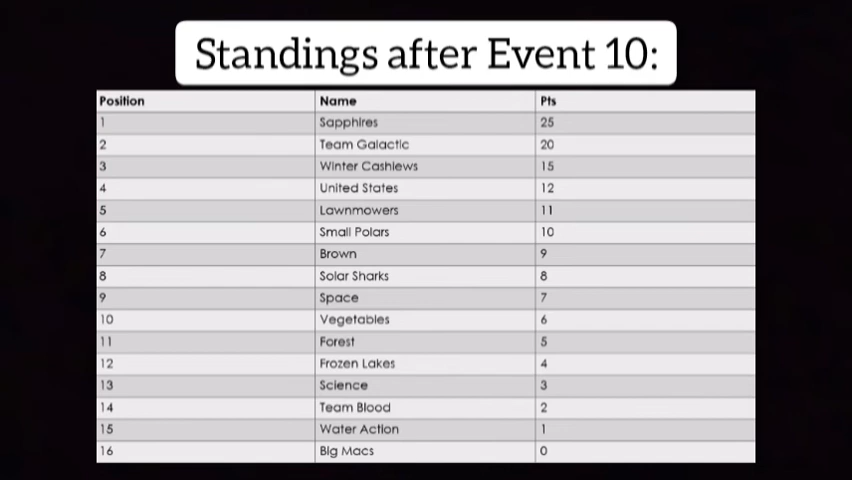 Standings after Event 10:
Position Name Pts
1 Sapphires 25
2 Team Galactic 20
3 Winter Cashews 15
4 United States 12
5 Lawnmowers 11
6 Small Polars 10
7 Brown 9
8 Solar Sharks 8
9 Space 7
10 Vegetables 6
11 Forest 5
12 Frozen Lakes 4
13 Science 3
14 Team Blood 2
15 Water Action 1
16 Big Macs 0